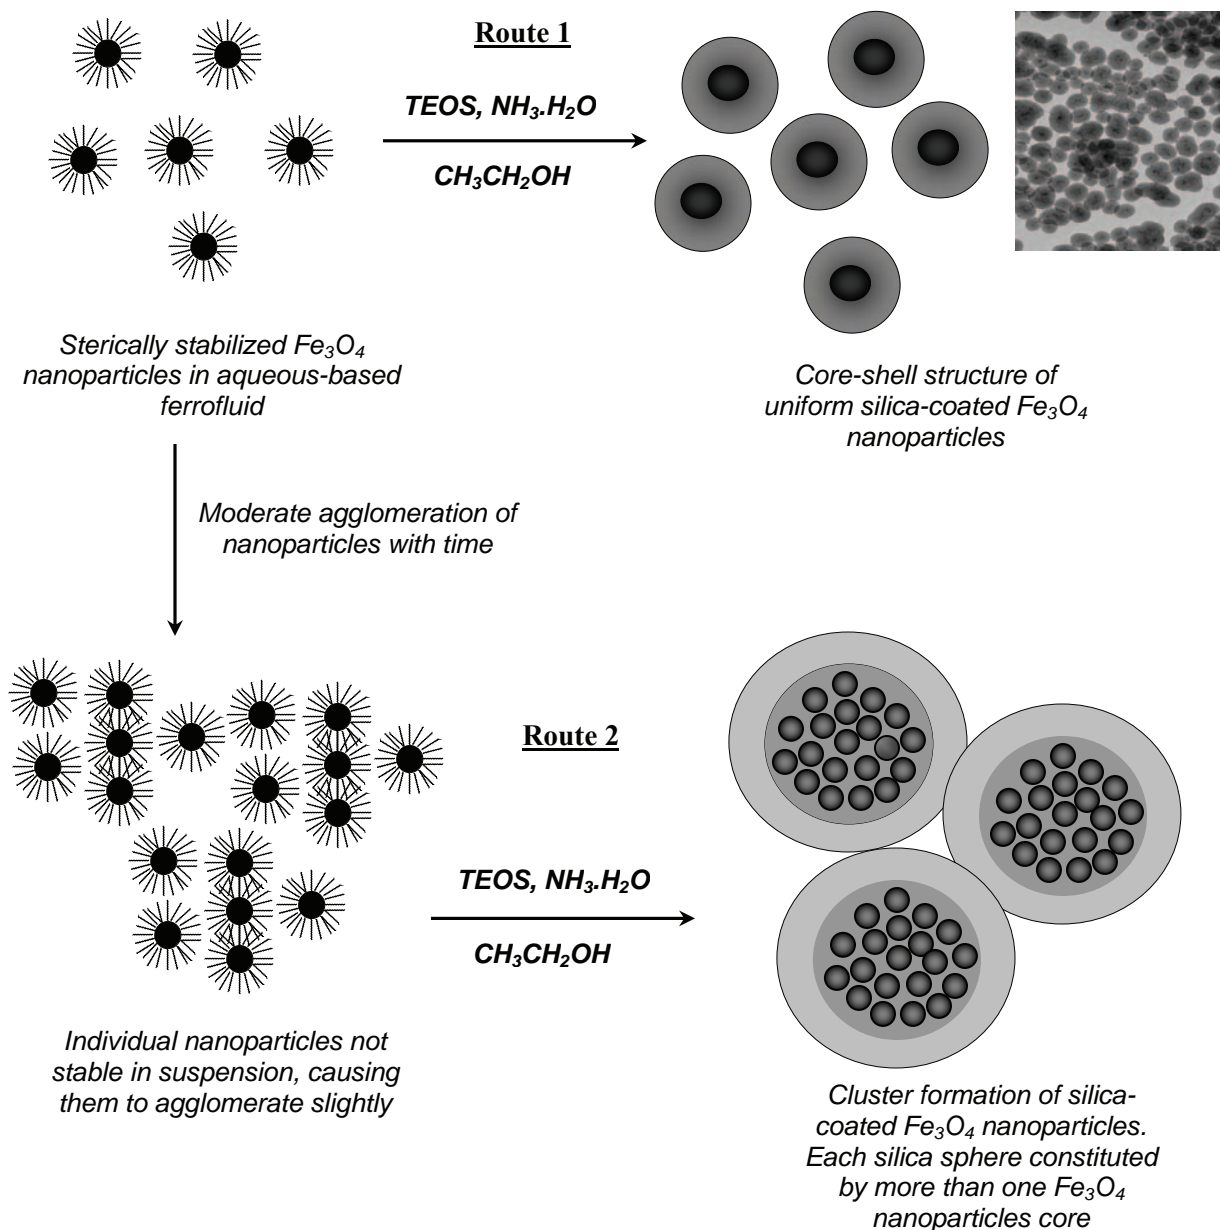 Route 1
TEOS, NH₃.H₂O
CH₃CH₂OH
Sterically stabilized Fe₃O₄
nanoparticles in aqueous-based
ferrofluid
Core-shell structure of
uniform silica-coated Fe₃O₄
nanoparticles
Moderate agglomeration of
nanoparticles with time
Route 2
TEOS, NH₃.H₂O
CH₃CH₂OH
Individual nanoparticles not
stable in suspension, causing
them to agglomerate slightly
Cluster formation of silica-
coated Fe₃O₄ nanoparticles.
Each silica sphere constituted
by more than one Fe₃O₄
nanoparticles core